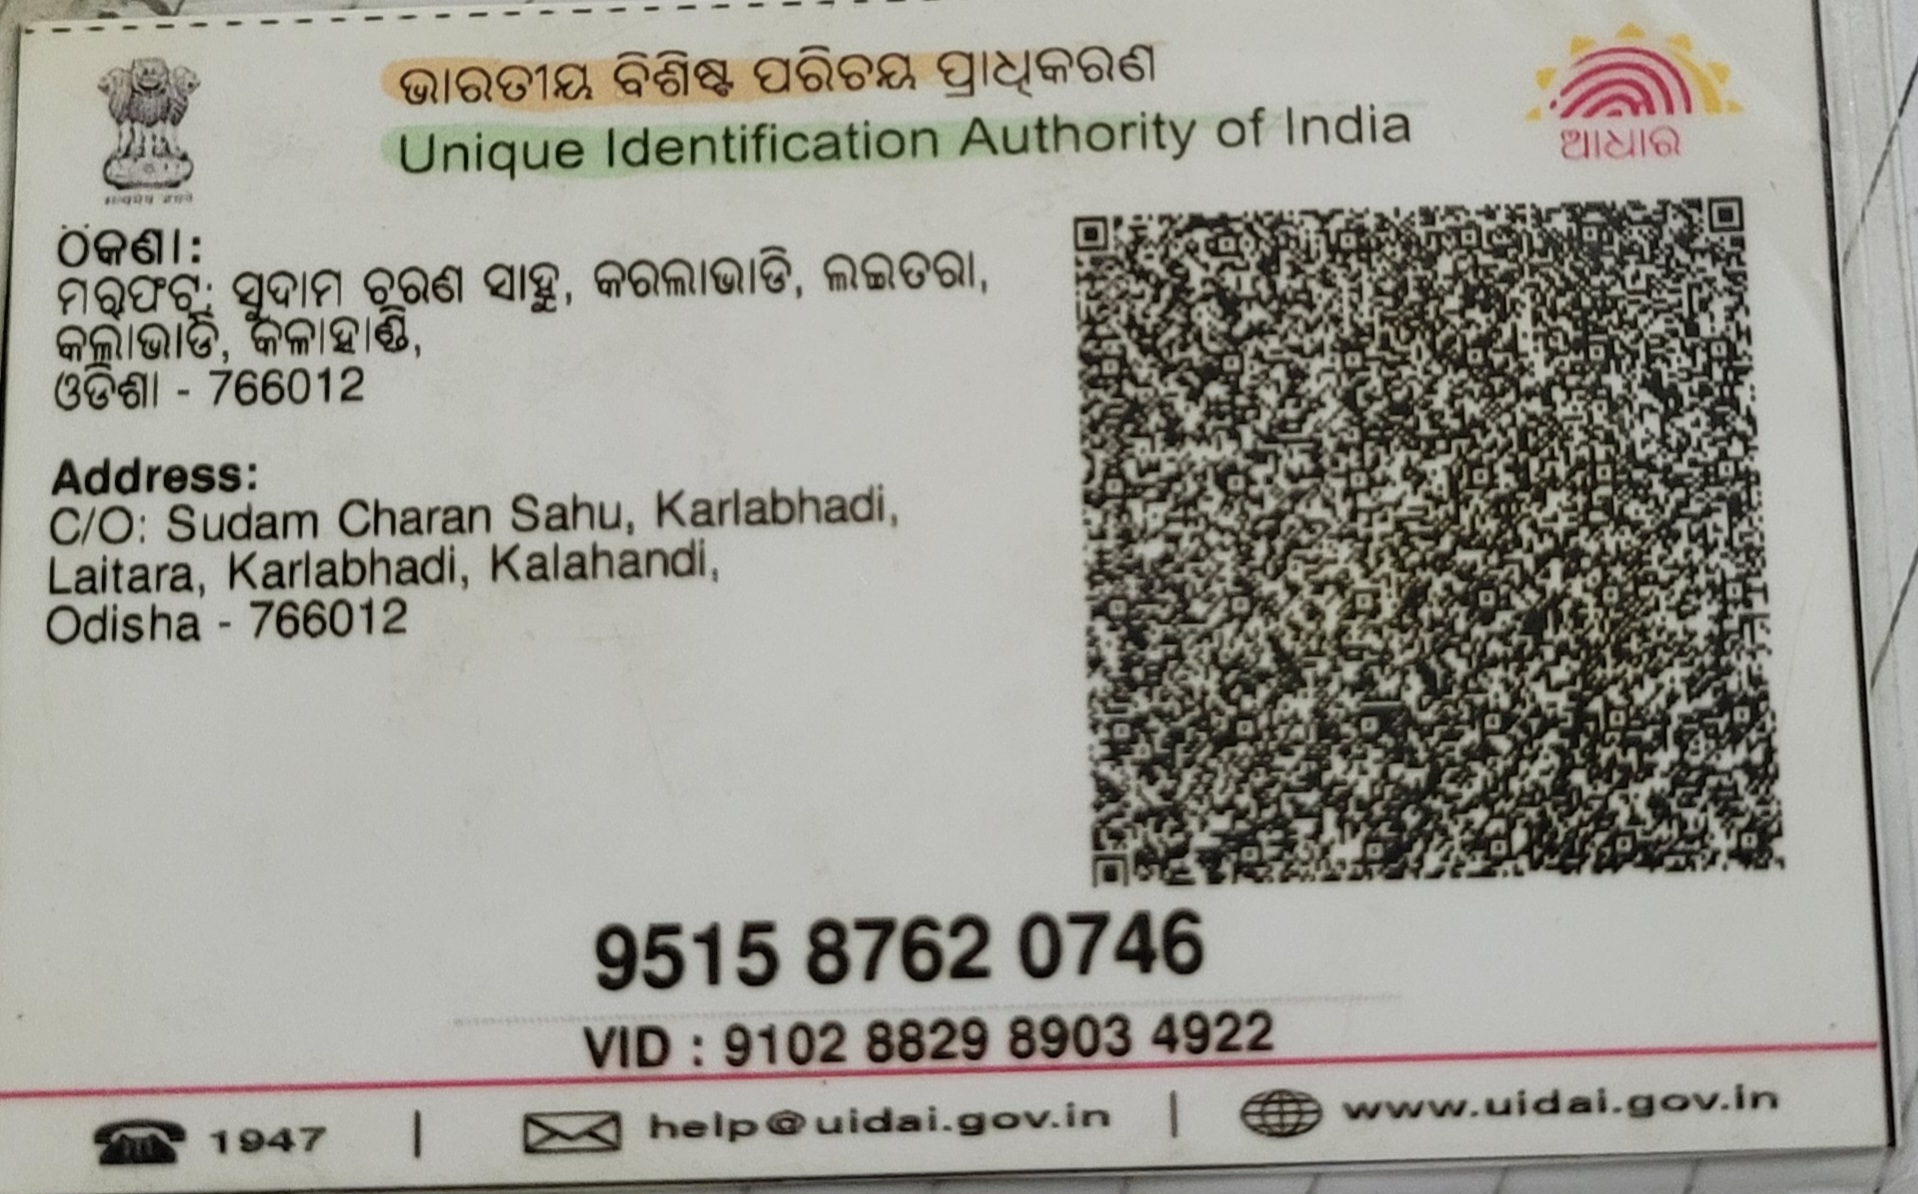 ଭାରତୀୟ ବିଶିଷ୍ଟ ପରିଚୟ ପ୍ରାଧିକରଣ
Unique Identification Authority of India
ଆଧାର
ଠିକଣା:
ମର୍ଫଟ୍: ସୁଦାମ ଚରଣ ସାହୁ, କରଲାଭାଡି, ଲଇତରା,
କର୍ଲାଭାଡି, କଳାହାଣ୍ଡି,
ଓଡିଶା - 766012
Address:
C/O: Sudam Charan Sahu, Karlabhadi,
Laitara, Karlabhadi, Kalahandi,
Odisha - 766012
9515 8762 0746
VID : 9102 8829 8903 4922
1947 | help@uidai.gov.in | www.uidai.gov.in